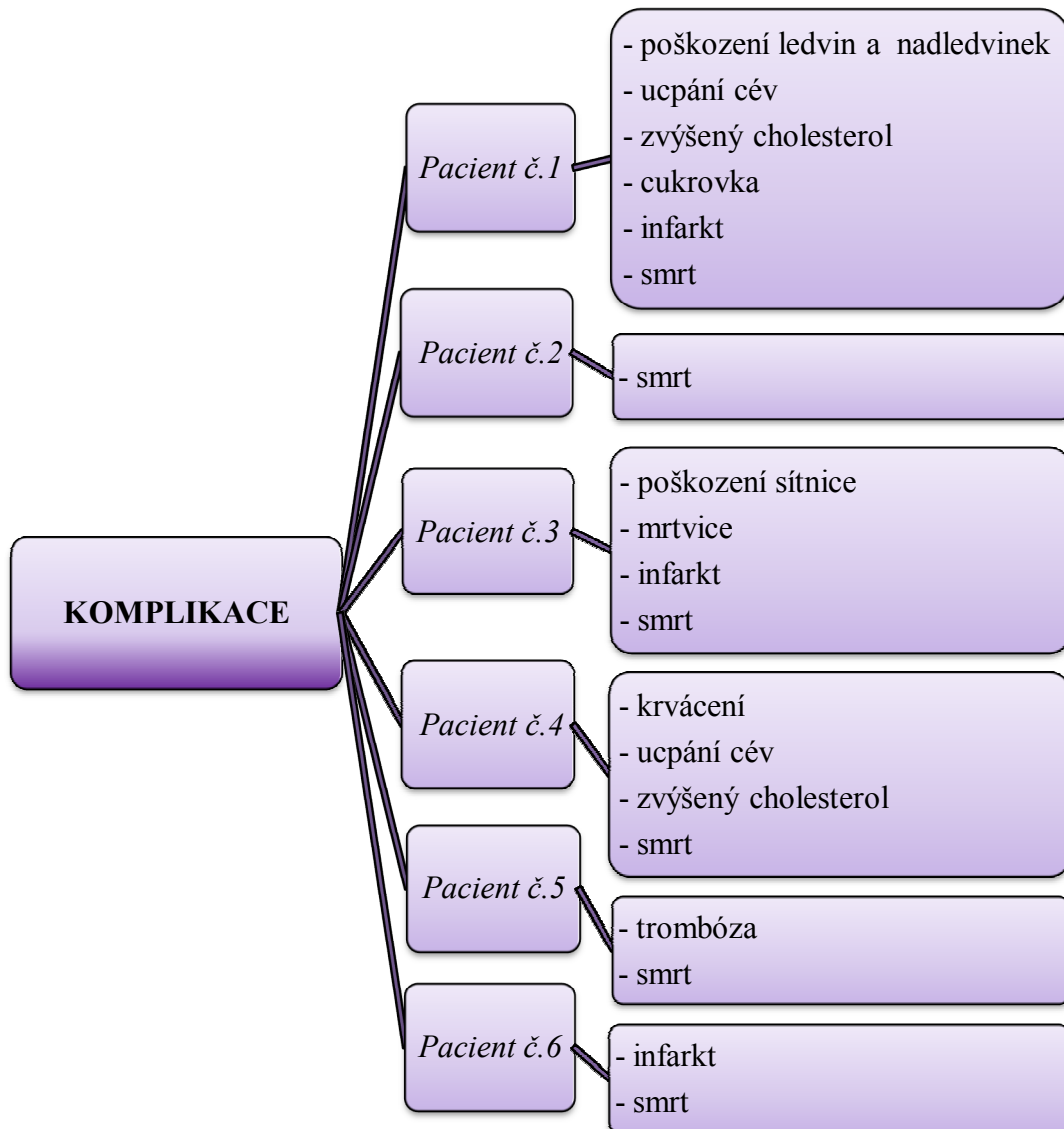 KOMPLIKACE
Pacient č.1
- poškození ledvin a nadledvinek
- ucpání cév
- zvýšený cholesterol
- cukrovka
- infarkt
- smrt
Pacient č.2
- smrt
Pacient č.3
- poškození sítnice
- mrtvice
- infarkt
- smrt
Pacient č.4
- krvácení
- ucpání cév
- zvýšený cholesterol
- smrt
Pacient č.5
- trombóza
- smrt
Pacient č.6
- infarkt
- smrt